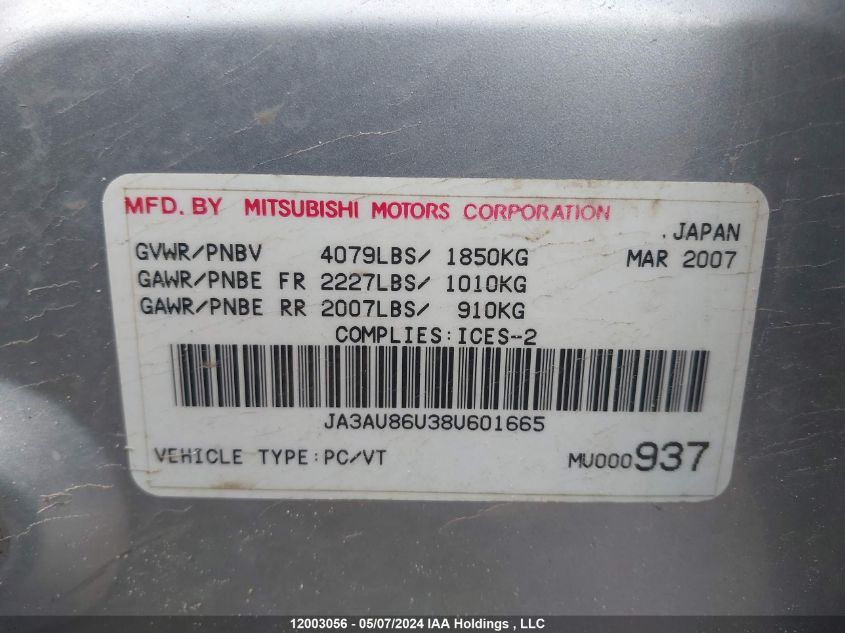 MFD. BY MITSUBISHI MOTORS CORPORATION
.JAPAN
GVWR/PNBV 4079LBS/ 1850KG MAR 2007
GAWR/PNBE FR 2227LBS/ 1010KG
GAWR/PNBE RR 2007LBS/ 910KG
COMPLIES:ICES-2
JA3AU86U38U601665
VEHICLE TYPE:PC/VT MU000937
12003056 - 05/07/2024 IAA Holdings , LLC